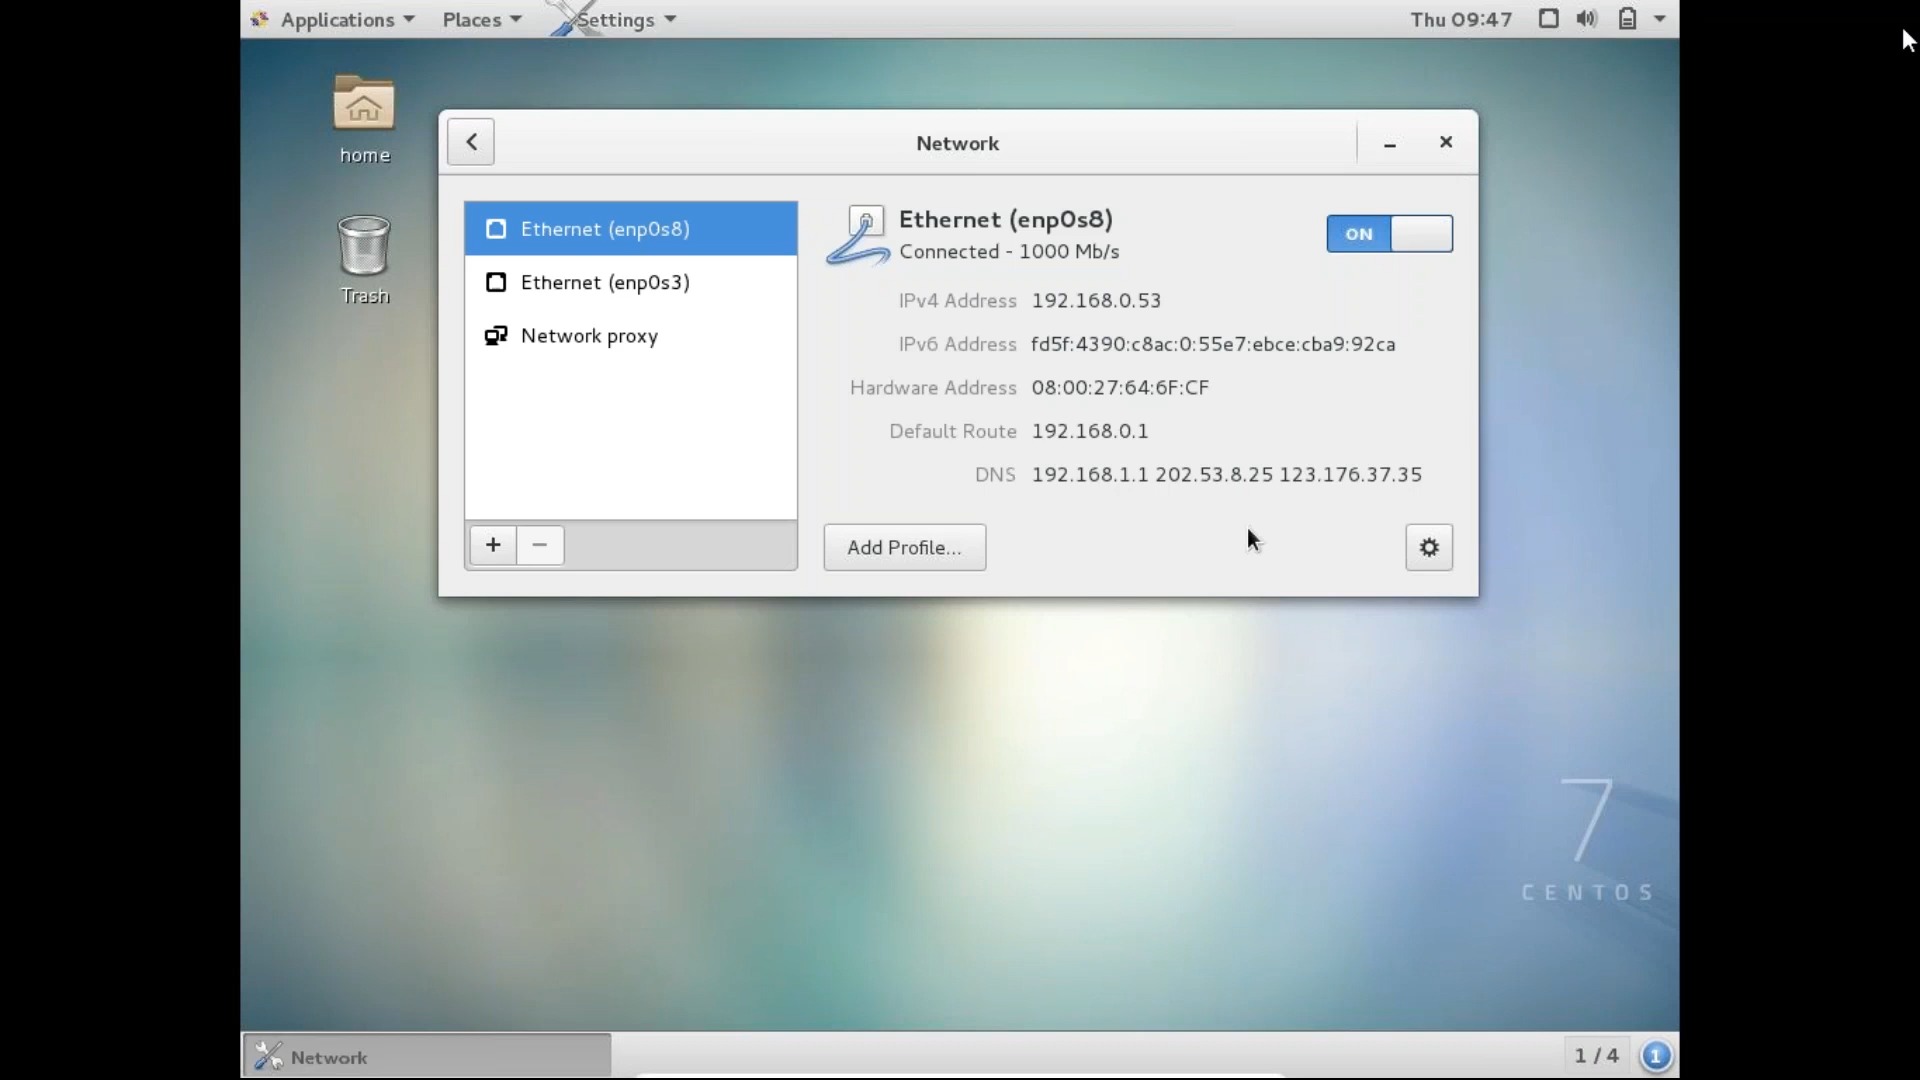 Applications Places Settings Thu 09:47
home
Trash
Network
Ethernet (enp0s8)
Ethernet (enp0s3)
Network proxy
Ethernet (enp0s8)
Connected - 1000 Mb/s
ON
IPv4 Address 192.168.0.53
IPv6 Address fd5f:4390:c8ac:0:55e7:ebce:cba9:92ca
Hardware Address 08:00:27:64:6F:CF
Default Route 192.168.0.1
DNS 192.168.1.1 202.53.8.25 123.176.37.35
Add Profile...
7
CENTOS
Network 1 / 4 1